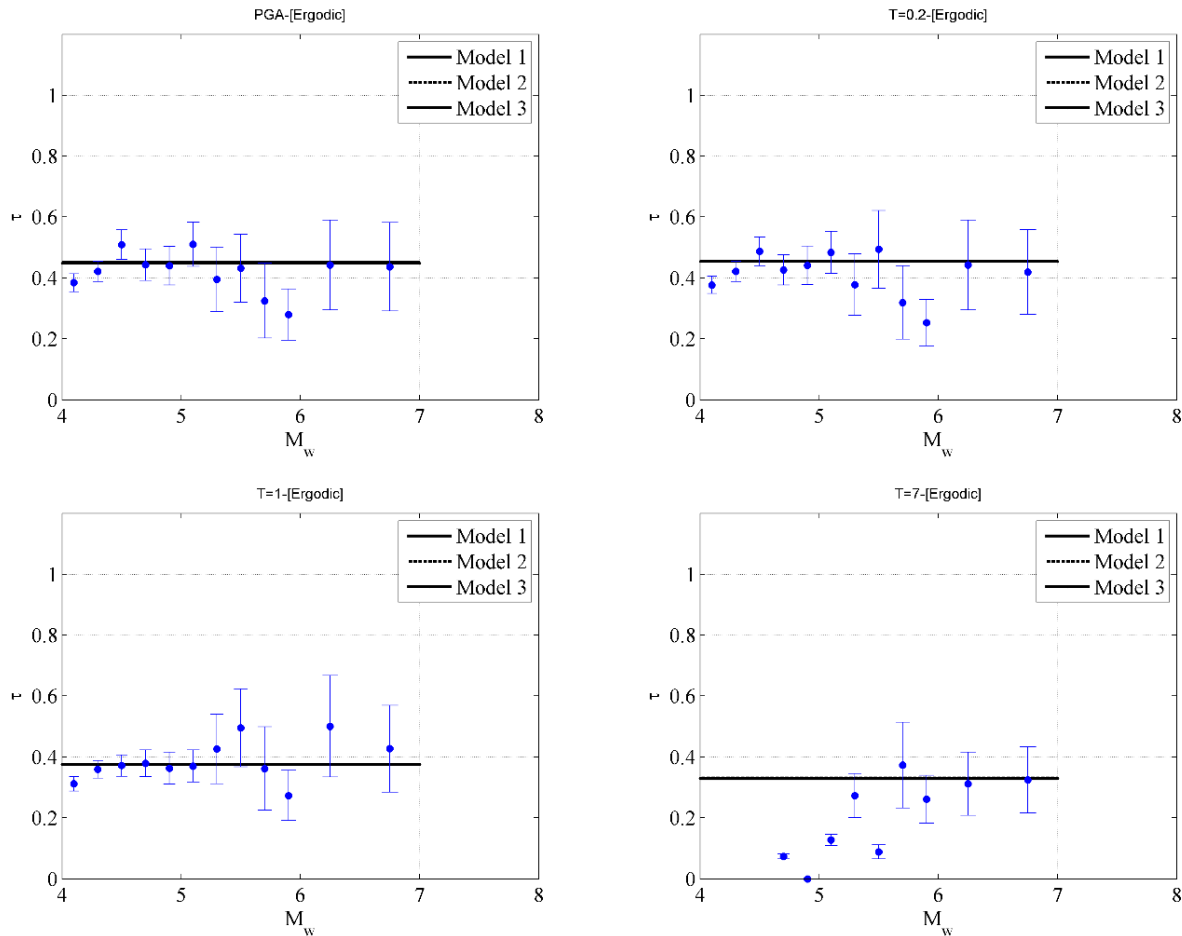 PGA-[Ergodic]
Model 1
Model 2
Model 3
1
0.8
0.6
τ
0.4
0.2
0
4 5 6 7 8
M_w
T=0.2-[Ergodic]
Model 1
Model 2
Model 3
1
0.8
0.6
τ
0.4
0.2
0
4 5 6 7 8
M_w
T=1-[Ergodic]
Model 1
Model 2
Model 3
1
0.8
0.6
τ
0.4
0.2
0
4 5 6 7 8
M_w
T=7-[Ergodic]
Model 1
Model 2
Model 3
1
0.8
0.6
τ
0.4
0.2
0
4 5 6 7 8
M_w